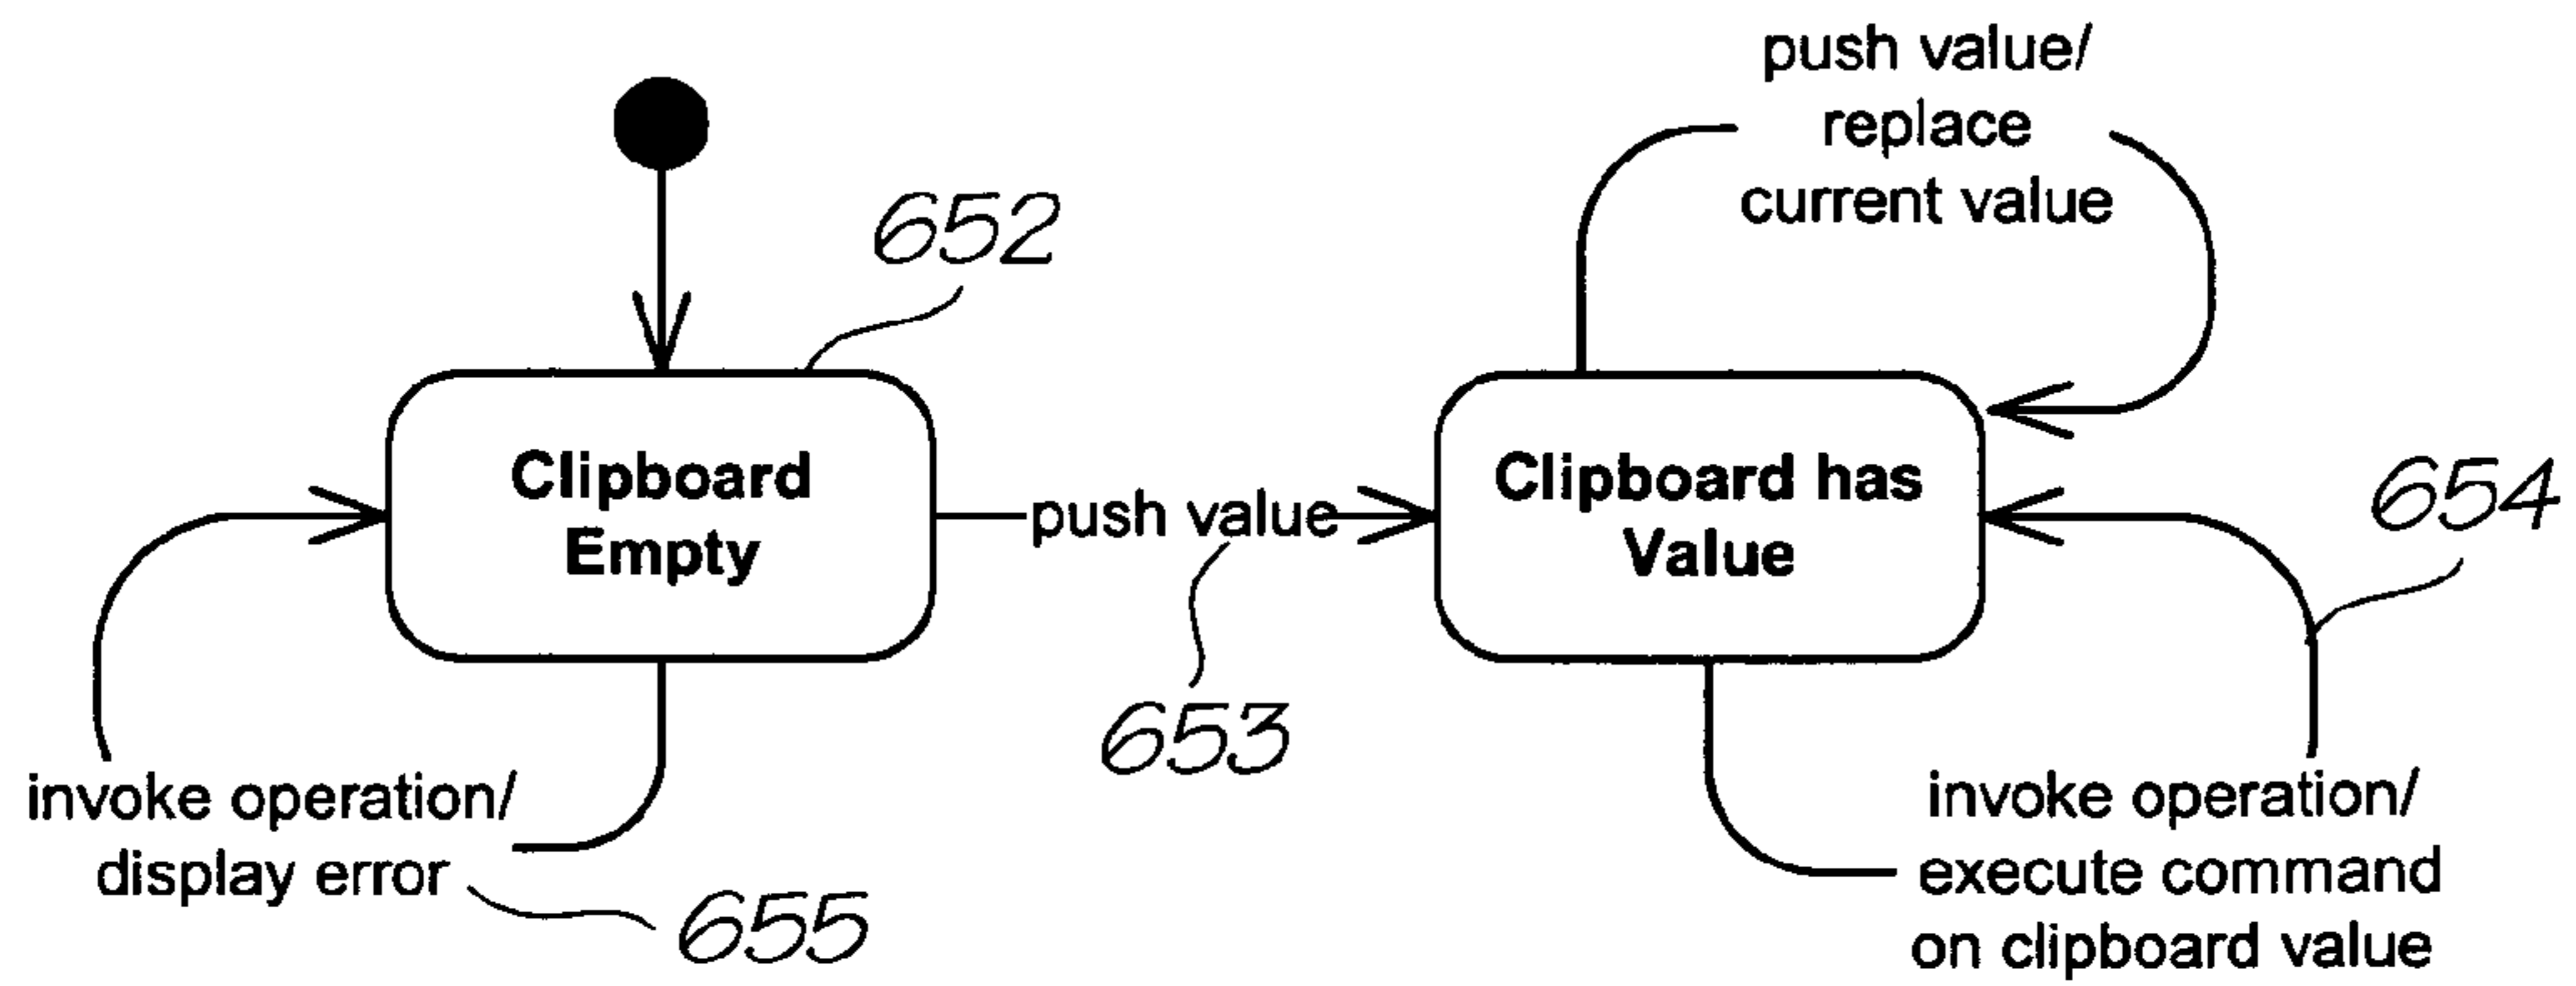 push value/
replace
current value
652
Clipboard
Empty
push value
Clipboard has
Value
654
653
invoke operation/
display error
655
invoke operation/
execute command
on clipboard value